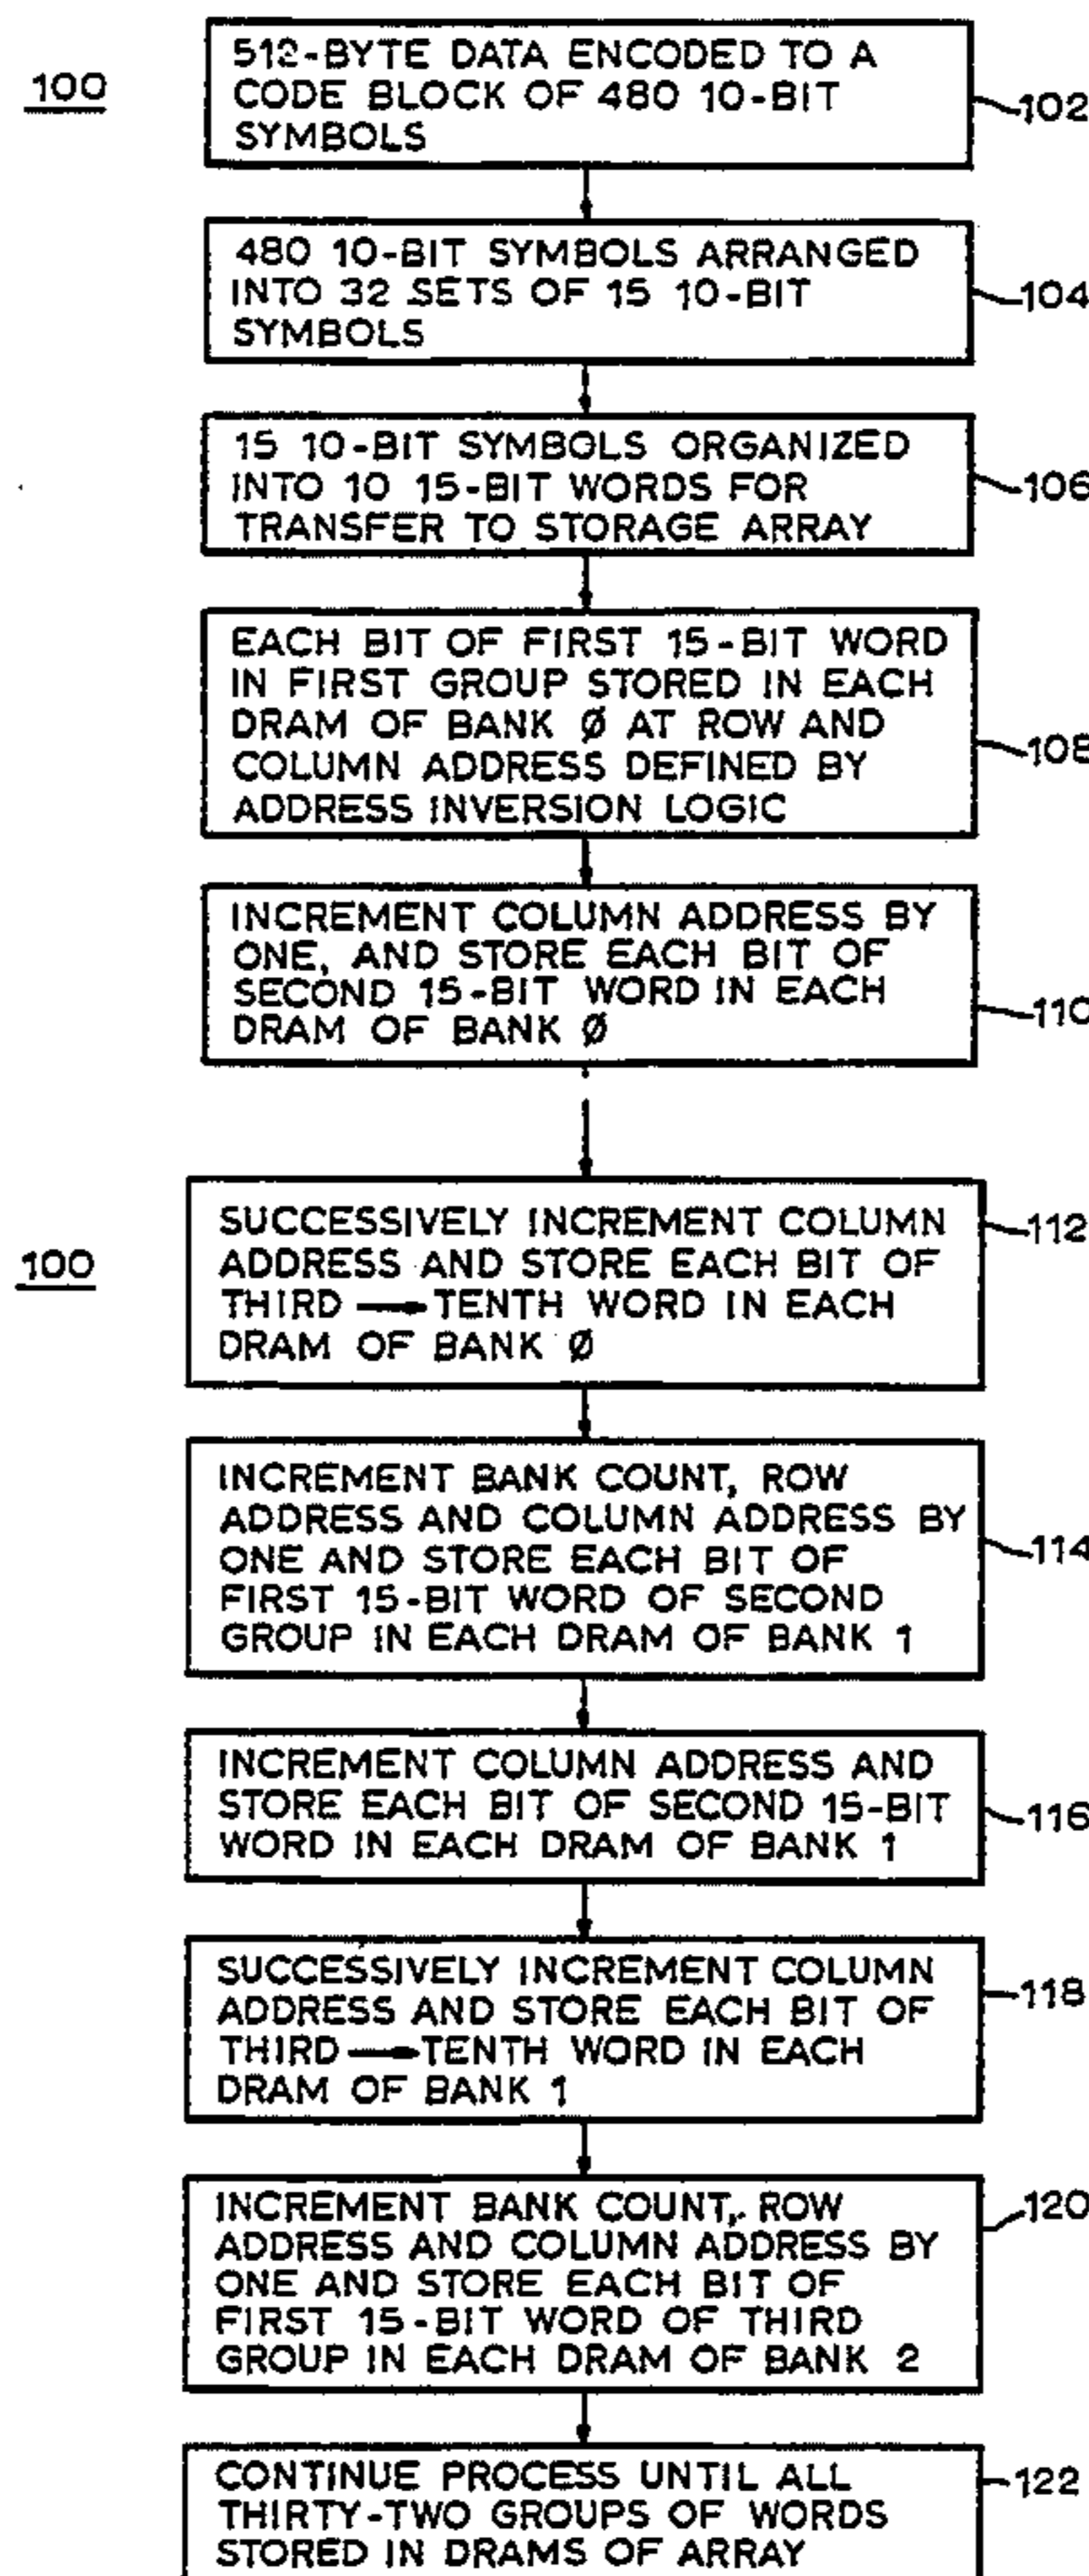 100
512-BYTE DATA ENCODED TO A
CODE BLOCK OF 480 10-BIT
SYMBOLS
102
480 10-BIT SYMBOLS ARRANGED
INTO 32 SETS OF 15 10-BIT
SYMBOLS
104
15 10-BIT SYMBOLS ORGANIZED
INTO 10 15-BIT WORDS FOR
TRANSFER TO STORAGE ARRAY
106
EACH BIT OF FIRST 15-BIT WORD
IN FIRST GROUP STORED IN EACH
DRAM OF BANK Ø AT ROW AND
COLUMN ADDRESS DEFINED BY
ADDRESS INVERSION LOGIC
108
INCREMENT COLUMN ADDRESS BY
ONE, AND STORE EACH BIT OF
SECOND 15-BIT WORD IN EACH
DRAM OF BANK Ø
110
100
SUCCESSIVELY INCREMENT COLUMN
ADDRESS AND STORE EACH BIT OF
THIRD → TENTH WORD IN EACH
DRAM OF BANK Ø
112
INCREMENT BANK COUNT, ROW
ADDRESS AND COLUMN ADDRESS BY
ONE AND STORE EACH BIT OF
FIRST 15-BIT WORD OF SECOND
GROUP IN EACH DRAM OF BANK 1
114
INCREMENT COLUMN ADDRESS AND
STORE EACH BIT OF SECOND 15-BIT
WORD IN EACH DRAM OF BANK 1
116
SUCCESSIVELY INCREMENT COLUMN
ADDRESS AND STORE EACH BIT OF
THIRD → TENTH WORD IN EACH
DRAM OF BANK 1
118
INCREMENT BANK COUNT, ROW
ADDRESS AND COLUMN ADDRESS BY
ONE AND STORE EACH BIT OF
FIRST 15-BIT WORD OF THIRD
GROUP IN EACH DRAM OF BANK 2
120
CONTINUE PROCESS UNTIL ALL
THIRTY-TWO GROUPS OF WORDS
STORED IN DRAMS OF ARRAY
122